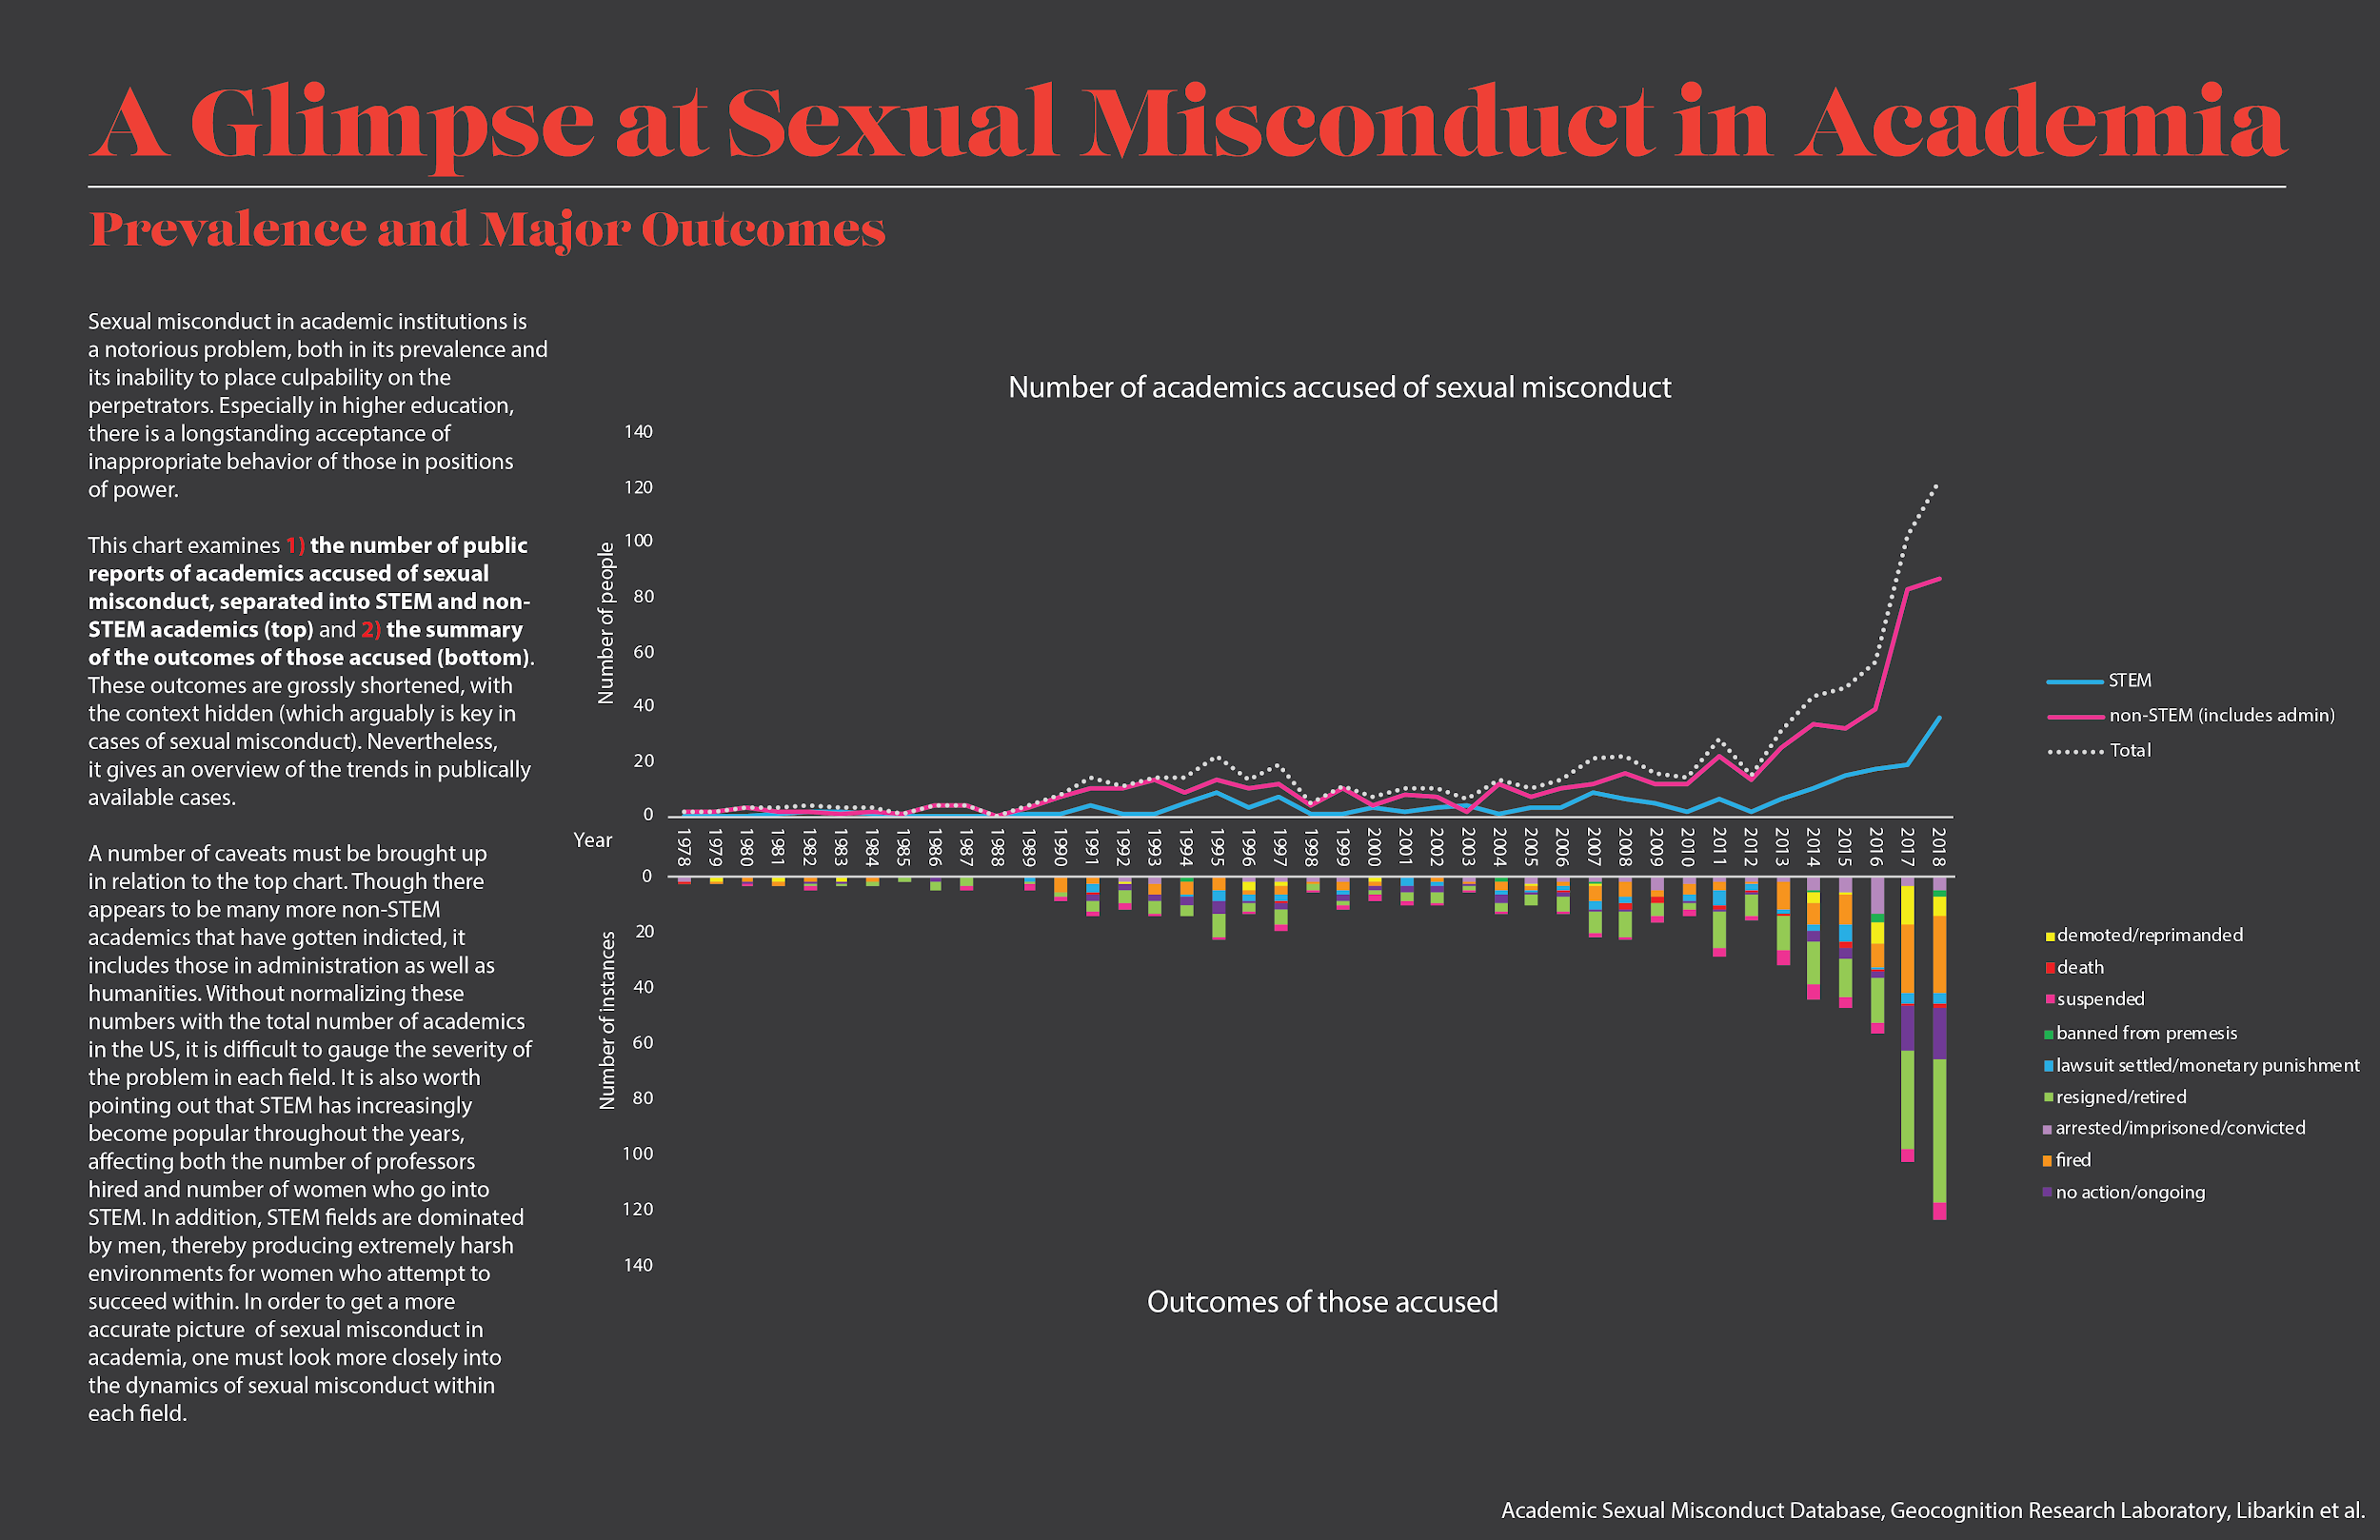 A Glimpse at Sexual Misconduct in Academia
Prevalence and Major Outcomes
Sexual misconduct in academic institutions is
a notorious problem, both in its prevalence and
its inability to place culpability on the
perpetrators. Especially in higher education,
there is a longstanding acceptance of
inappropriate behavior of those in positions
of power.
This chart examines 1) the number of public
reports of academics accused of sexual
misconduct, separated into STEM and non-
STEM academics (top) and 2) the summary
of the outcomes of those accused (bottom).
These outcomes are grossly shortened, with
the context hidden (which arguably is key in
cases of sexual misconduct). Nevertheless,
it gives an overview of the trends in publically
available cases.
A number of caveats must be brought up
in relation to the top chart. Though there
appears to be many more non-STEM
academics that have gotten indicted, it
includes those in administration as well as
humanities. Without normalizing these
numbers with the total number of academics
in the US, it is difficult to gauge the severity of
the problem in each field. It is also worth
pointing out that STEM has increasingly
become popular throughout the years,
affecting both the number of professors
hired and number of women who go into
STEM. In addition, STEM fields are dominated
by men, thereby producing extremely harsh
environments for women who attempt to
succeed within. In order to get a more
accurate picture of sexual misconduct in
academia, one must look more closely into
the dynamics of sexual misconduct within
each field.
Number of academics accused of sexual misconduct
Number of people
140
120
100
80
60
40
20
0
Year
1978
1979
1980
1981
1982
1983
1984
1985
1966
1987
1988
1989
1990
1991
1992
1993
1994
1995
1996
1997
1998
1999
2000
2001
2002
2003
2004
2005
2006
2007
2008
2009
2010
2011
2012
2013
2014
2015
2016
2017
2018
STEM
non-STEM (includes admin)
Total
Number of instances
0
20
40
60
80
100
120
140
demoted/reprimanded
death
suspended
banned from premesis
lawsuit settled/monetary punishment
resigned/retired
arrested/imprisoned/convicted
fired
no action/ongoing
Outcomes of those accused
Academic Sexual Misconduct Database, Geocognition Research Laboratory, Libarkin et al.